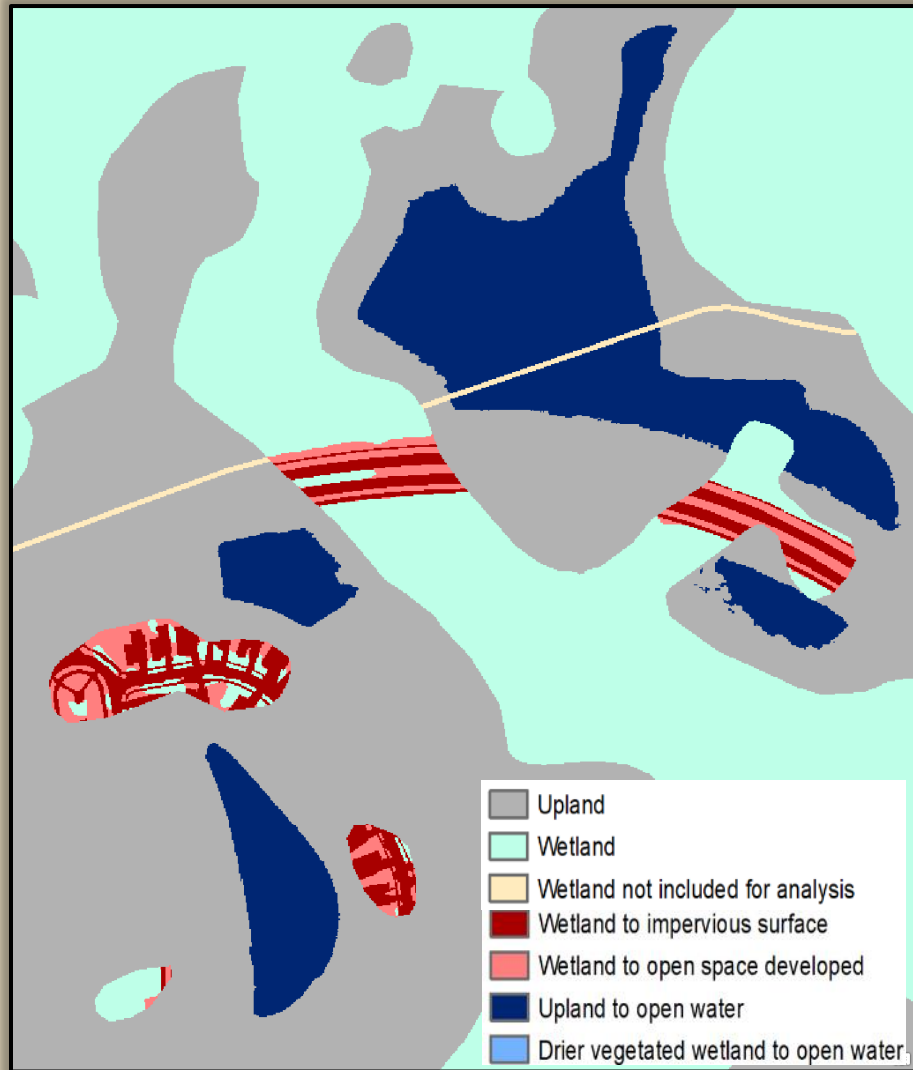 Upland
Wetland
Wetland not included for analysis
Wetland to impervious surface
Wetland to open space developed
Upland to open water
Drier vegetated wetland to open water